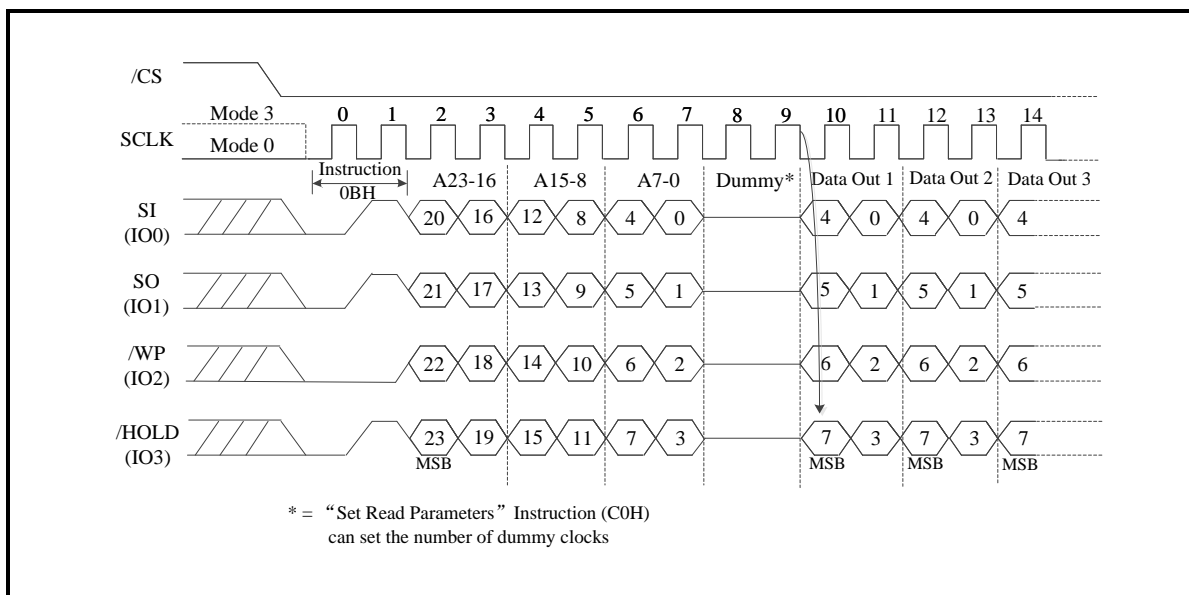 /CS
Mode 3
0 1 2 3 4 5 6 7 8 9 10 11 12 13 14
SCLK
Mode 0
Instruction
0BH
A23-16 A15-8 A7-0 Dummy* Data Out 1 Data Out 2 Data Out 3
SI
(IO0)
20 16 12 8 4 0 4 0 4 0 4
SO
(IO1)
21 17 13 9 5 1 5 1 5 1 5
/WP
(IO2)
22 18 14 10 6 2 6 2 6 2 6
/HOLD
(IO3)
23 19 15 11 7 3 7 3 7 3 7
MSB MSB MSB MSB
* = “Set Read Parameters” Instruction (C0H)
can set the number of dummy clocks